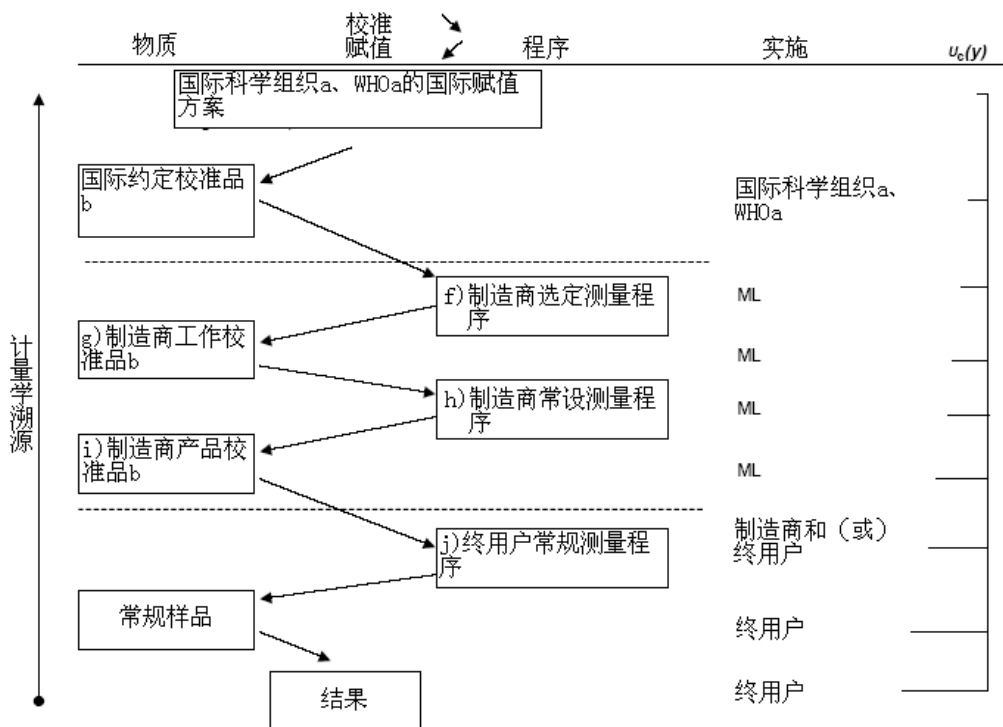 物质
校准
赋值
程序
实施
uc(y)
国际科学组织a、WHOa的国际赋值
方案
国际约定校准品
b
国际科学组织a、
WHOa
f)制造商选定测量程
序
ML
g)制造商工作校
准品b
ML
h)制造商常设测量程
序
ML
i)制造商产品校
准品b
ML
计量学溯源
j)终用户常规测量程
序
制造商和（或）
终用户
常规样品
终用户
结果
终用户